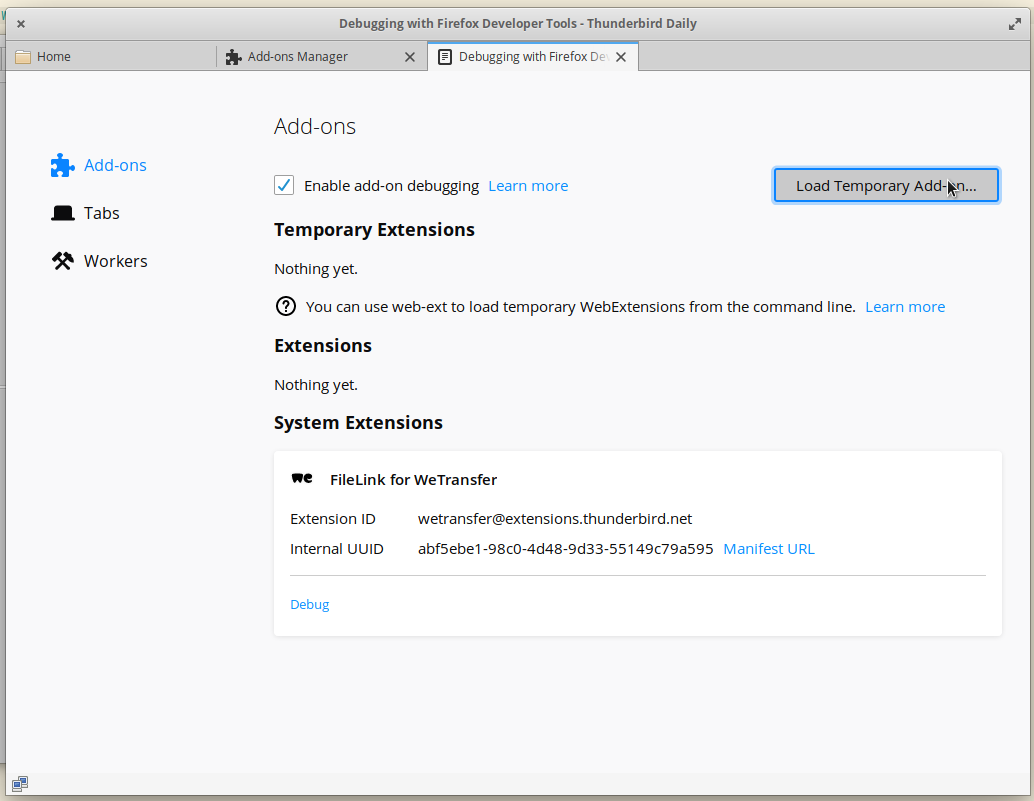 Debugging with Firefox Developer Tools - Thunderbird Daily
Home
Add-ons Manager
Debugging with Firefox De
Add-ons
Add-ons
Tabs
Workers
Enable add-on debugging Learn more
Load Temporary Add-on...
Temporary Extensions
Nothing yet.
You can use web-ext to load temporary WebExtensions from the command line. Learn more
Extensions
Nothing yet.
System Extensions
we FileLink for WeTransfer
Extension ID wetransfer@extensions.thunderbird.net
Internal UUID abf5ebe1-98c0-4d48-9d33-55149c79a595 Manifest URL
Debug